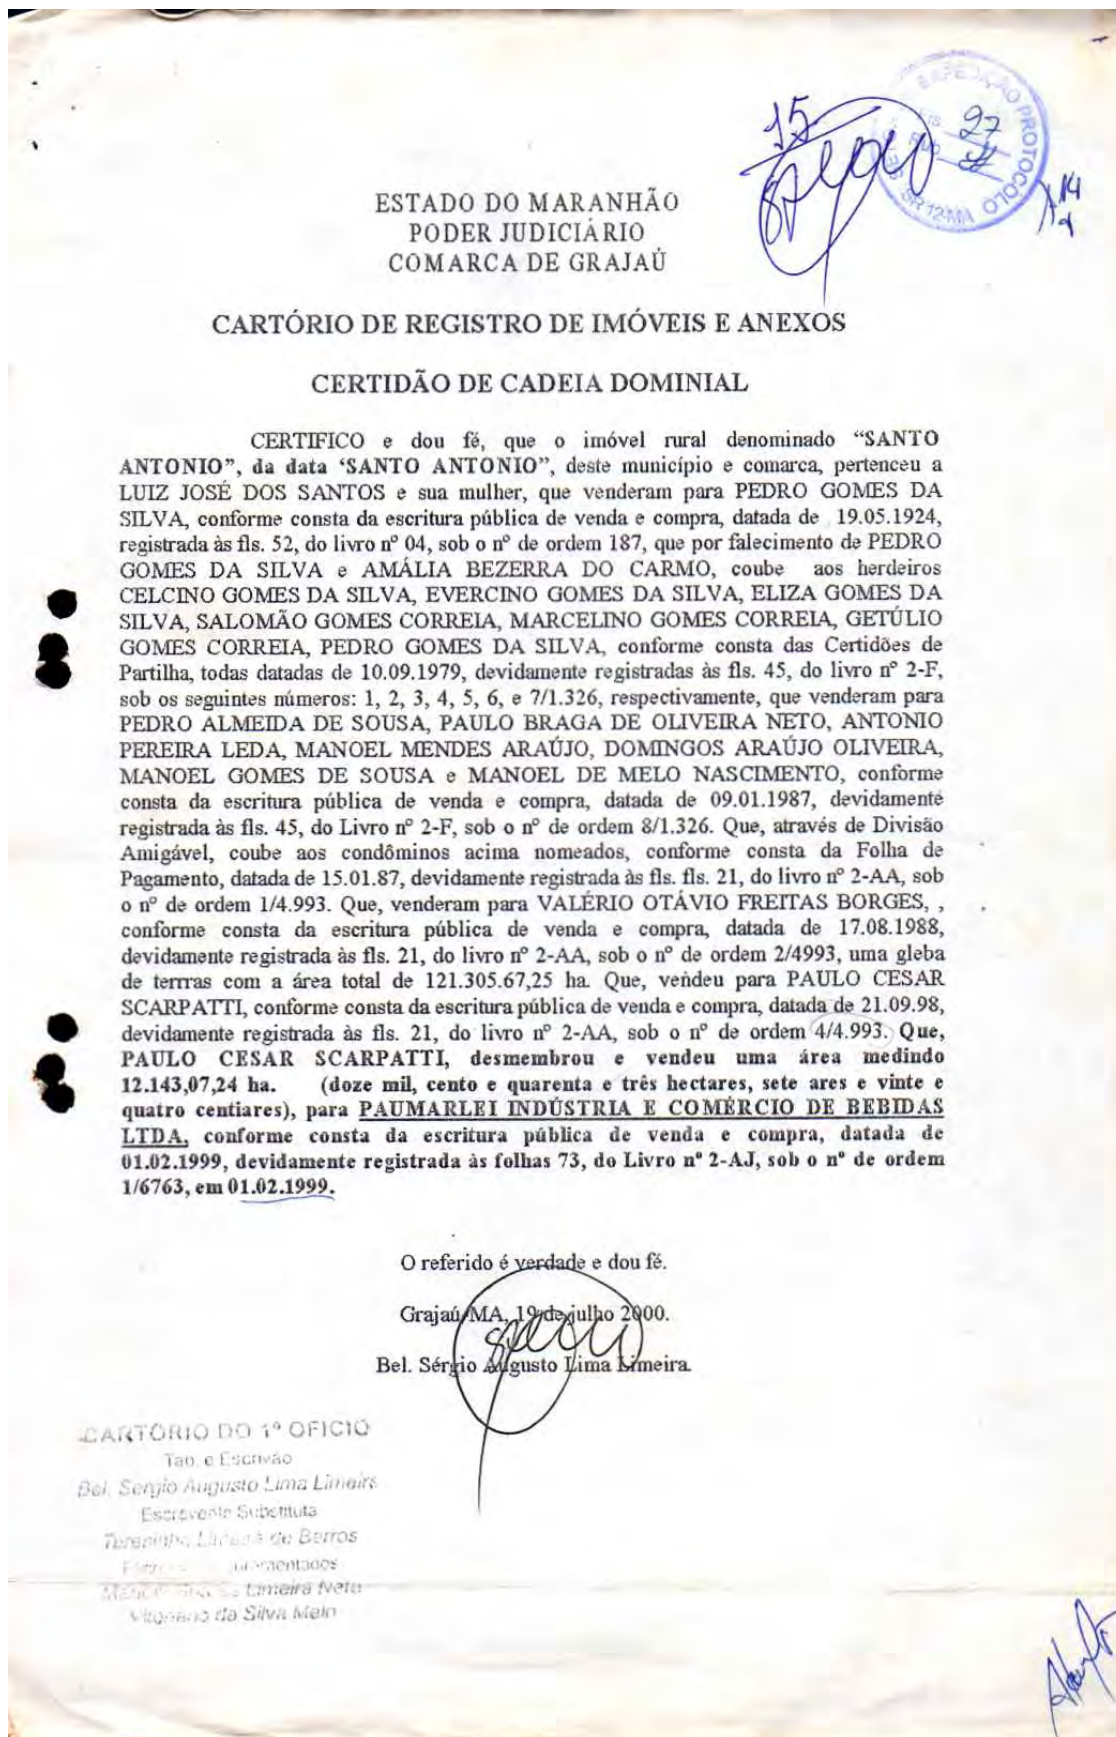 15
EXPEDIÇÃO PROTOCOLO
Fls. 27
Rub
SR 12-MA
ESTADO DO MARANHÃO
PODER JUDICIÁRIO
COMARCA DE GRAJAÚ
CARTÓRIO DE REGISTRO DE IMÓVEIS E ANEXOS
CERTIDÃO DE CADEIA DOMINIAL
CERTIFICO e dou fé, que o imóvel rural denominado “SANTO
ANTONIO”, da data ‘SANTO ANTONIO”, deste município e comarca, pertenceu a
LUIZ JOSÉ DOS SANTOS e sua mulher, que venderam para PEDRO GOMES DA
SILVA, conforme consta da escritura pública de venda e compra, datada de 19.05.1924,
registrada às fls. 52, do livro nº 04, sob o nº de ordem 187, que por falecimento de PEDRO
GOMES DA SILVA e AMÁLIA BEZERRA DO CARMO, coube aos herdeiros
CELCINO GOMES DA SILVA, EVERCINO GOMES DA SILVA, ELIZA GOMES DA
SILVA, SALOMÃO GOMES CORREIA, MARCELINO GOMES CORREIA, GETÚLIO
GOMES CORREIA, PEDRO GOMES DA SILVA, conforme consta das Certidões de
Partilha, todas datadas de 10.09.1979, devidamente registradas às fls. 45, do livro nº 2-F,
sob os seguintes números: 1, 2, 3, 4, 5, 6, e 7/1.326, respectivamente, que venderam para
PEDRO ALMEIDA DE SOUSA, PAULO BRAGA DE OLIVEIRA NETO, ANTONIO
PEREIRA LEDA, MANOEL MENDES ARAÚJO, DOMINGOS ARAÚJO OLIVEIRA,
MANOEL GOMES DE SOUSA e MANOEL DE MELO NASCIMENTO, conforme
consta da escritura pública de venda e compra, datada de 09.01.1987, devidamente
registrada às fls. 45, do Livro nº 2-F, sob o nº de ordem 8/1.326. Que, através de Divisão
Amigável, coube aos condôminos acima nomeados, conforme consta da Folha de
Pagamento, datada de 15.01.87, devidamente registrada às fls. fls. 21, do livro nº 2-AA, sob
o nº de ordem 1/4.993. Que, venderam para VALÉRIO OTÁVIO FREITAS BORGES, ,
conforme consta da escritura pública de venda e compra, datada de 17.08.1988,
devidamente registrada às fls. 21, do livro nº 2-AA, sob o nº de ordem 2/4993, uma gleba
de terrras com a área total de 121.305.67,25 ha. Que, vendeu para PAULO CESAR
SCARPATTI, conforme consta da escritura pública de venda e compra, datada de 21.09.98,
devidamente registrada às fls. 21, do livro nº 2-AA, sob o nº de ordem 4/4.993. Que,
PAULO CESAR SCARPATTI, desmembrou e vendeu uma área medindo
12.143,07,24 ha. (doze mil, cento e quarenta e três hectares, sete ares e vinte e
quatro centiares), para PAUMARLEI INDÚSTRIA E COMÉRCIO DE BEBIDAS
LTDA, conforme consta da escritura pública de venda e compra, datada de
01.02.1999, devidamente registrada às folhas 73, do Livro nº 2-AJ, sob o nº de ordem
1/6763, em 01.02.1999.
O referido é verdade e dou fé.
Grajaú/MA, 19 de julho 2000.
Bel. Sérgio Augusto Lima Limeira
CARTÓRIO DO 1º OFICIO
Tab. e Escrivão
Bel. Sergio Augusto Lima Limeira
Escrevente Substituta
de Barros
Limeira Neto
da Silva Melo